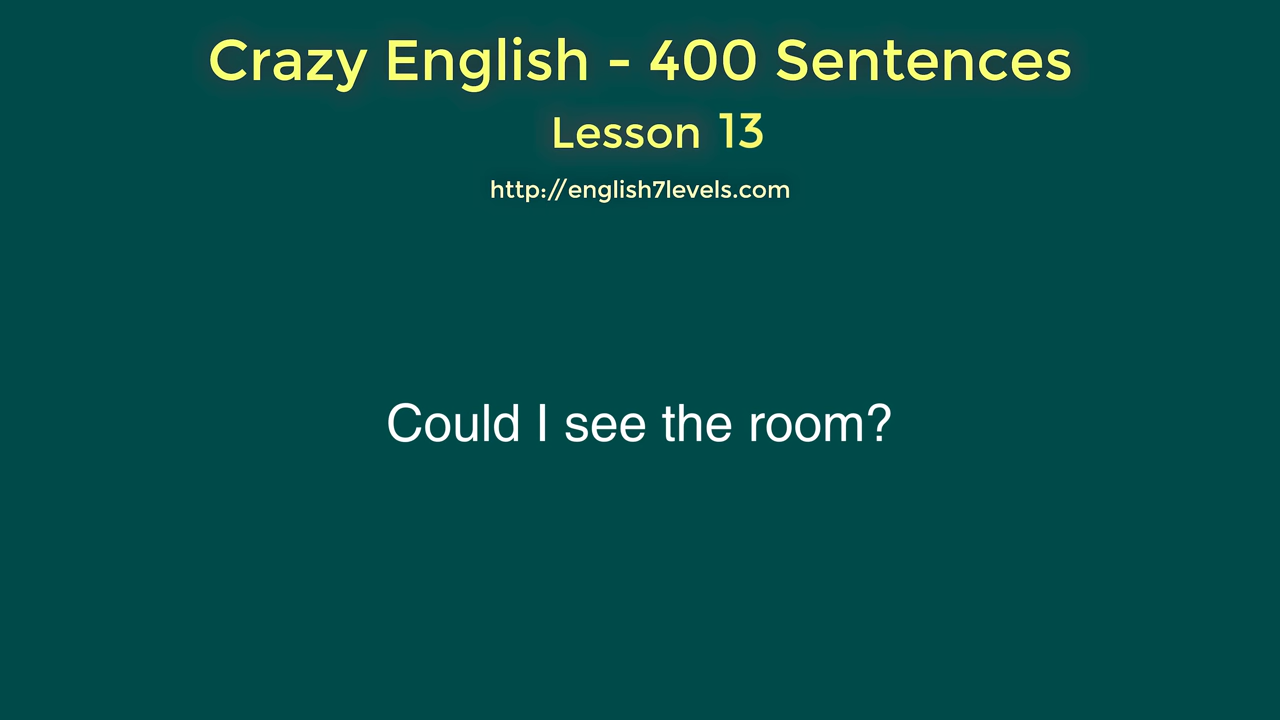 Crazy English - 400 Sentences
Lesson 13
http://english7levels.com
Could I see the room?